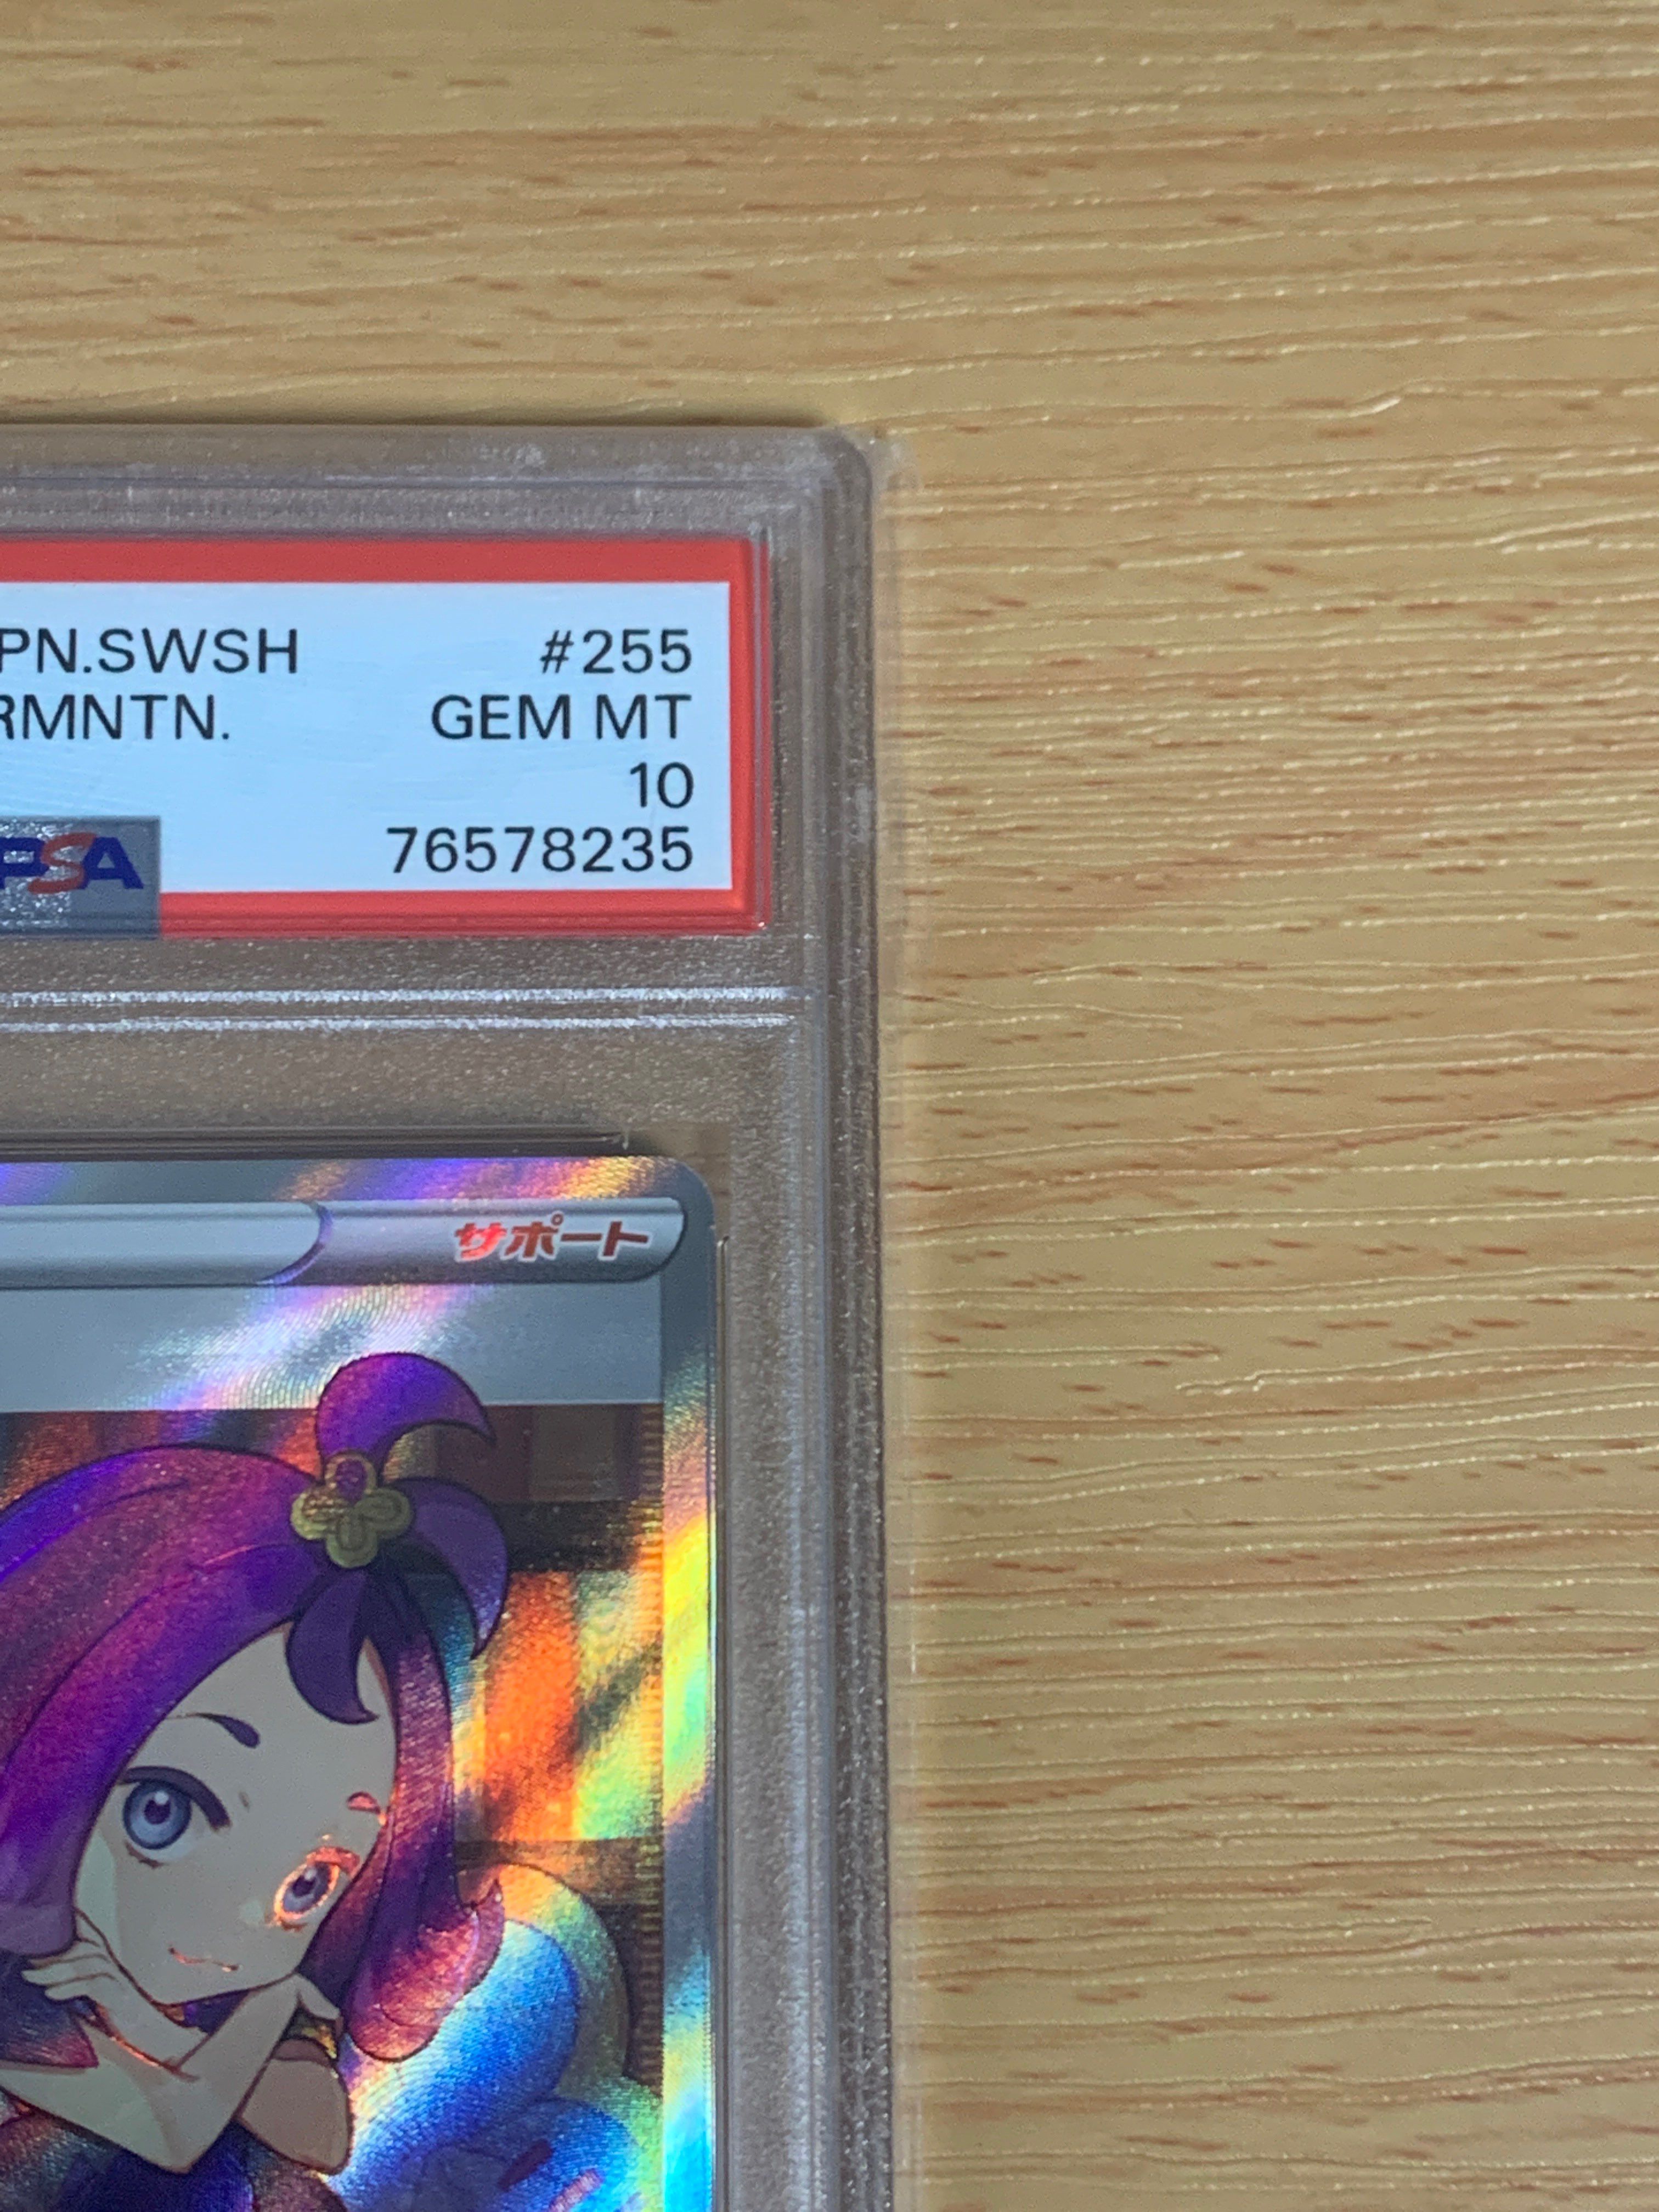 PN.SWSH #255
RMNTN. GEM MT
10
PSA 76578235
サポート